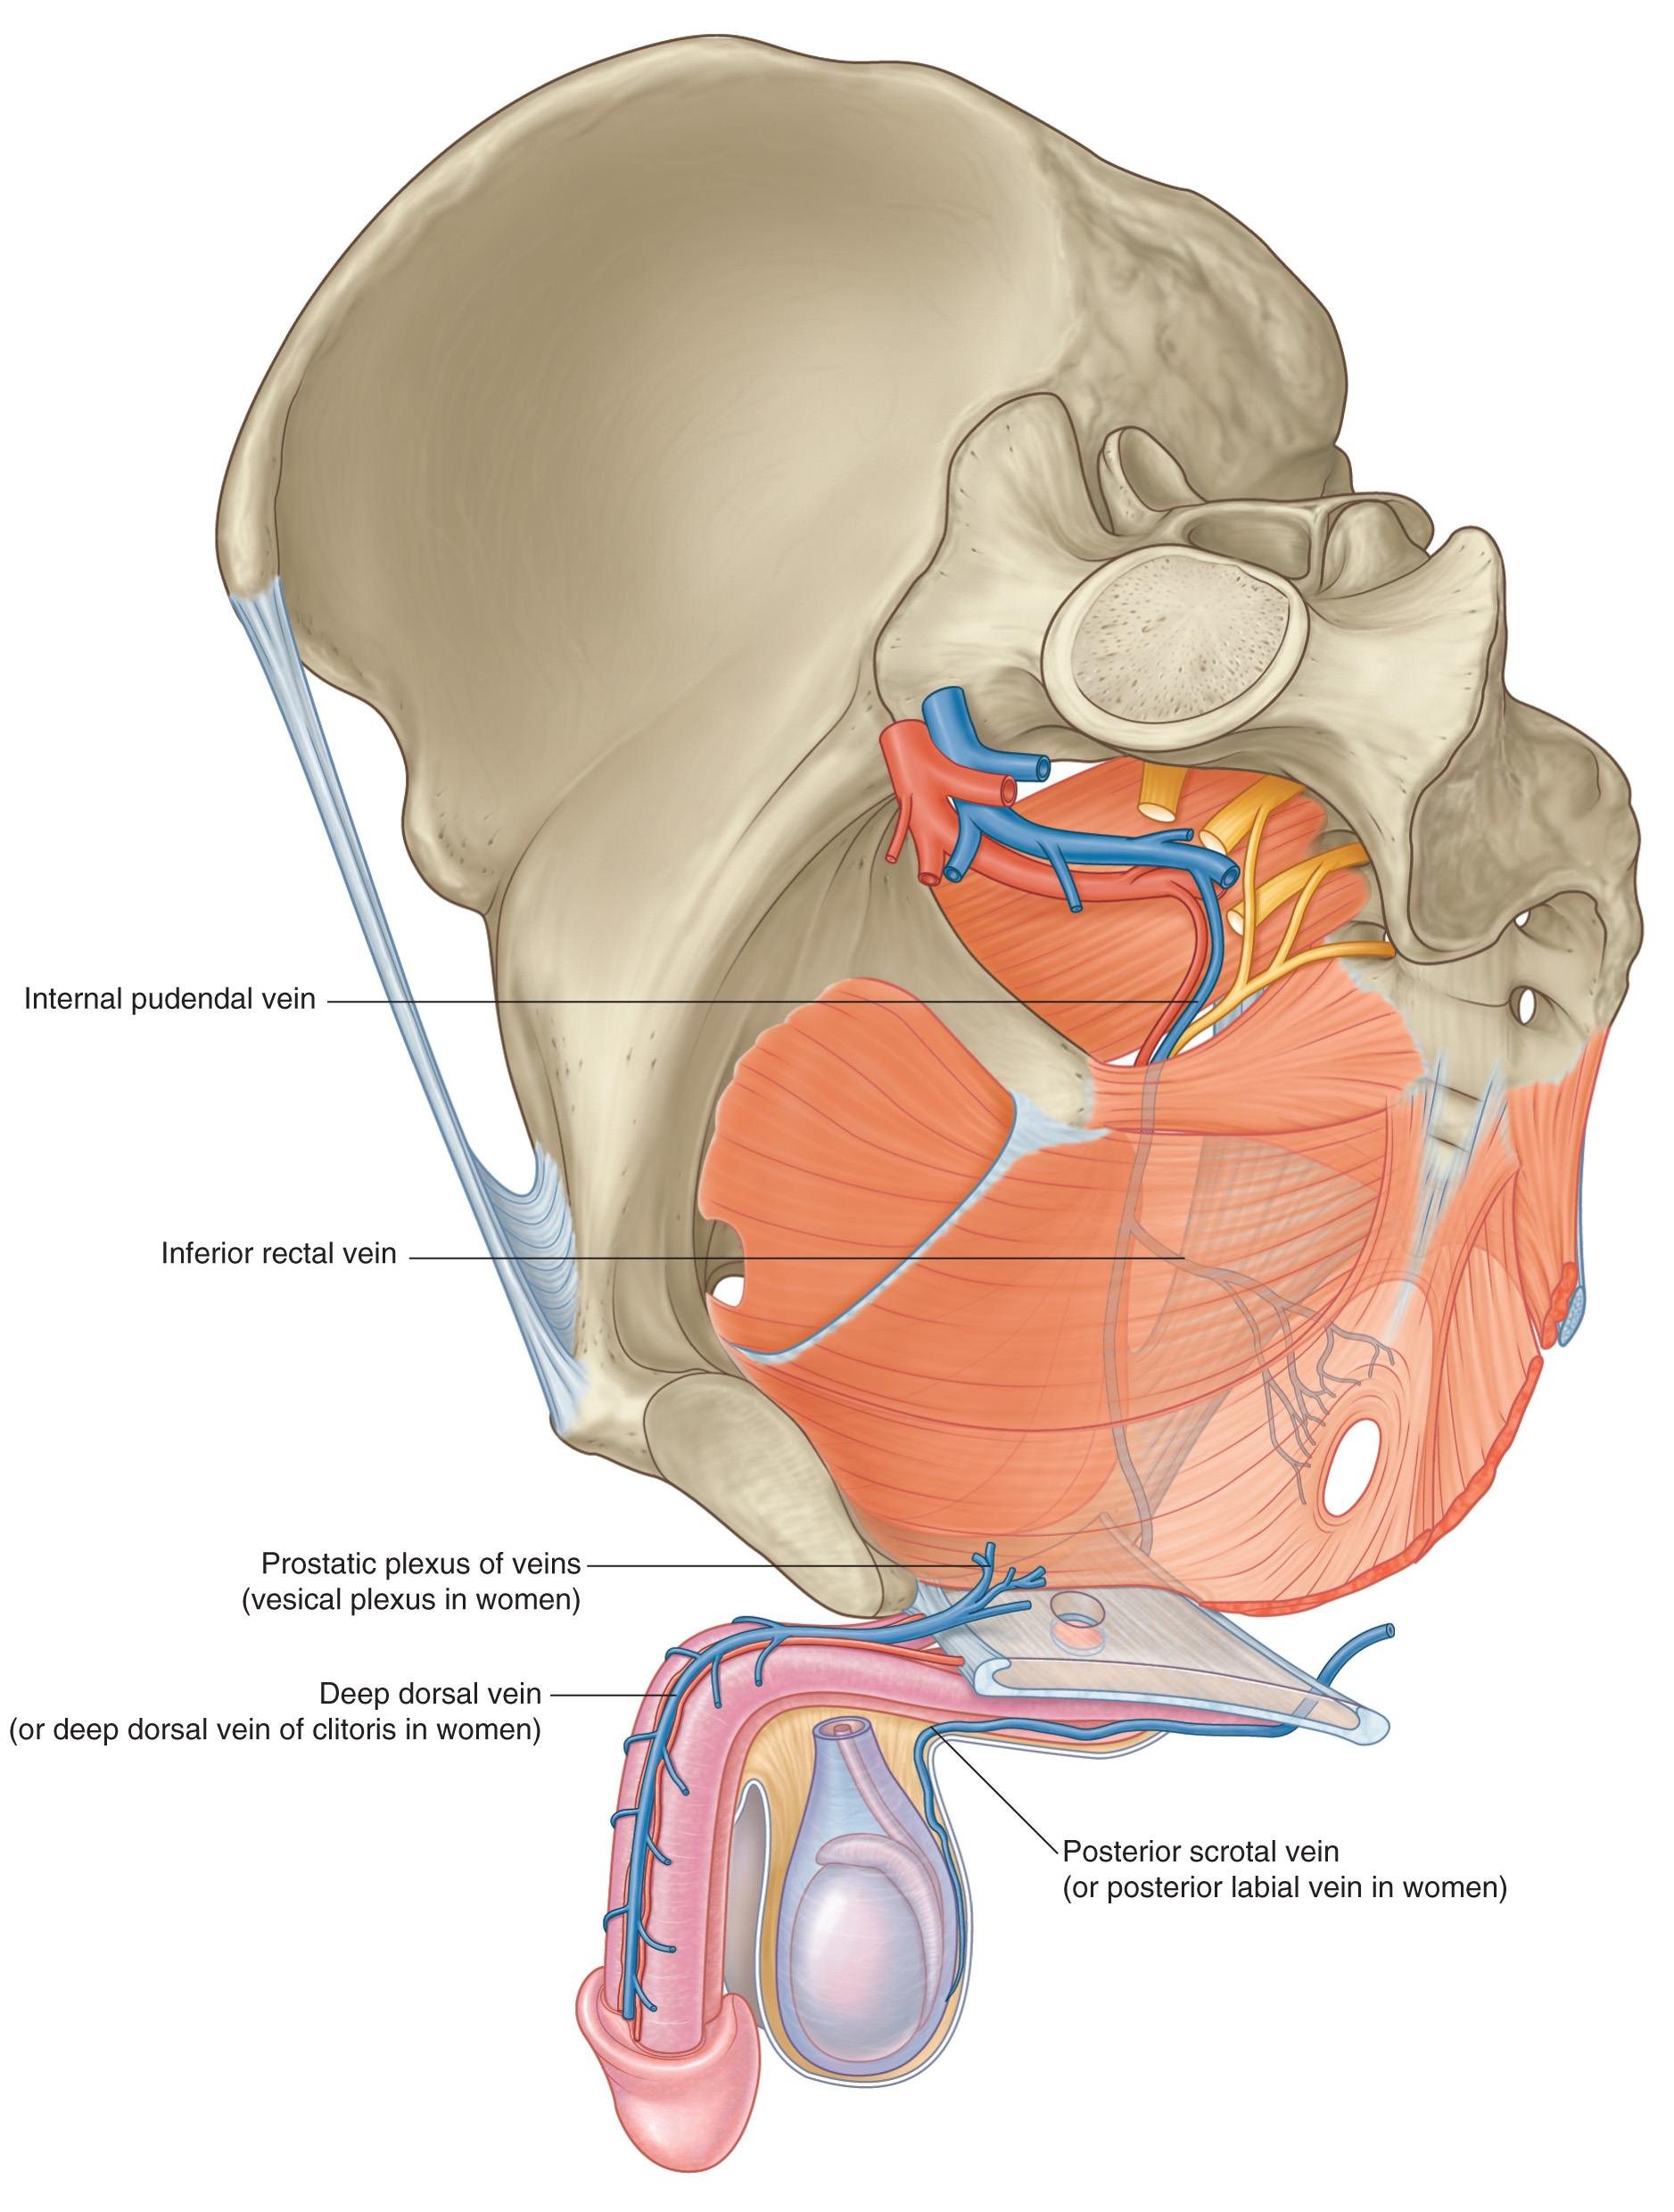 Internal pudendal vein
Inferior rectal vein
Prostatic plexus of veins
(vesical plexus in women)
Deep dorsal vein
(or deep dorsal vein of clitoris in women)
Posterior scrotal vein
(or posterior labial vein in women)